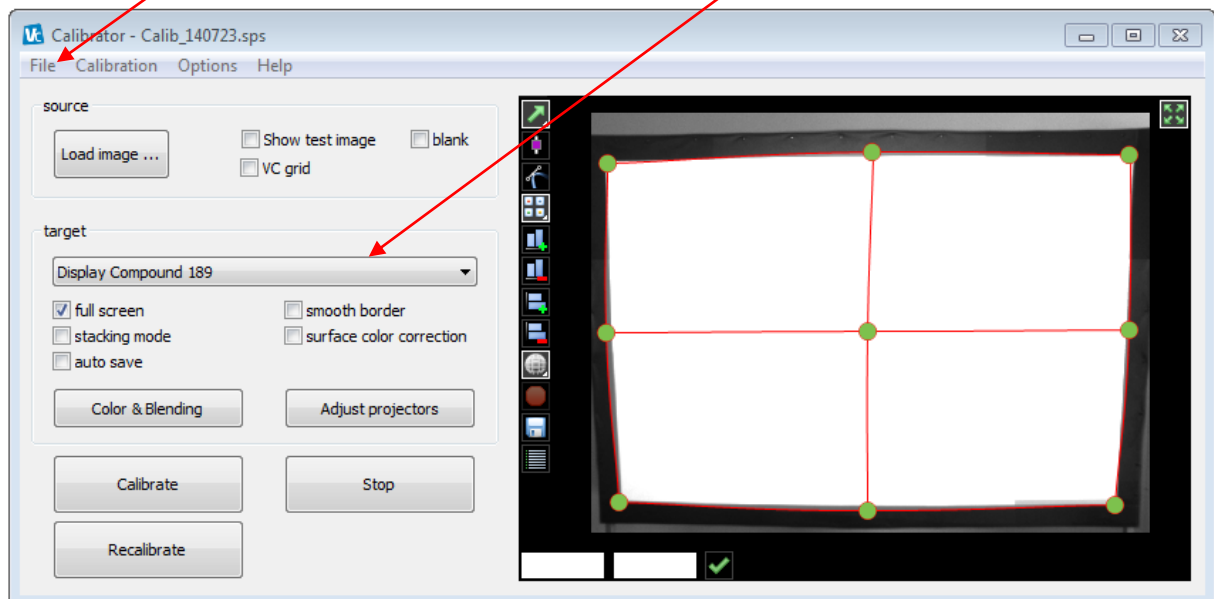 Vc Calibrator - Calib_140723.sps
File Calibration Options Help
source
Load image ...
Show test image
blank
VC grid
target
Display Compound 189
full screen
smooth border
stacking mode
surface color correction
auto save
Color & Blending
Adjust projectors
Calibrate
Stop
Recalibrate